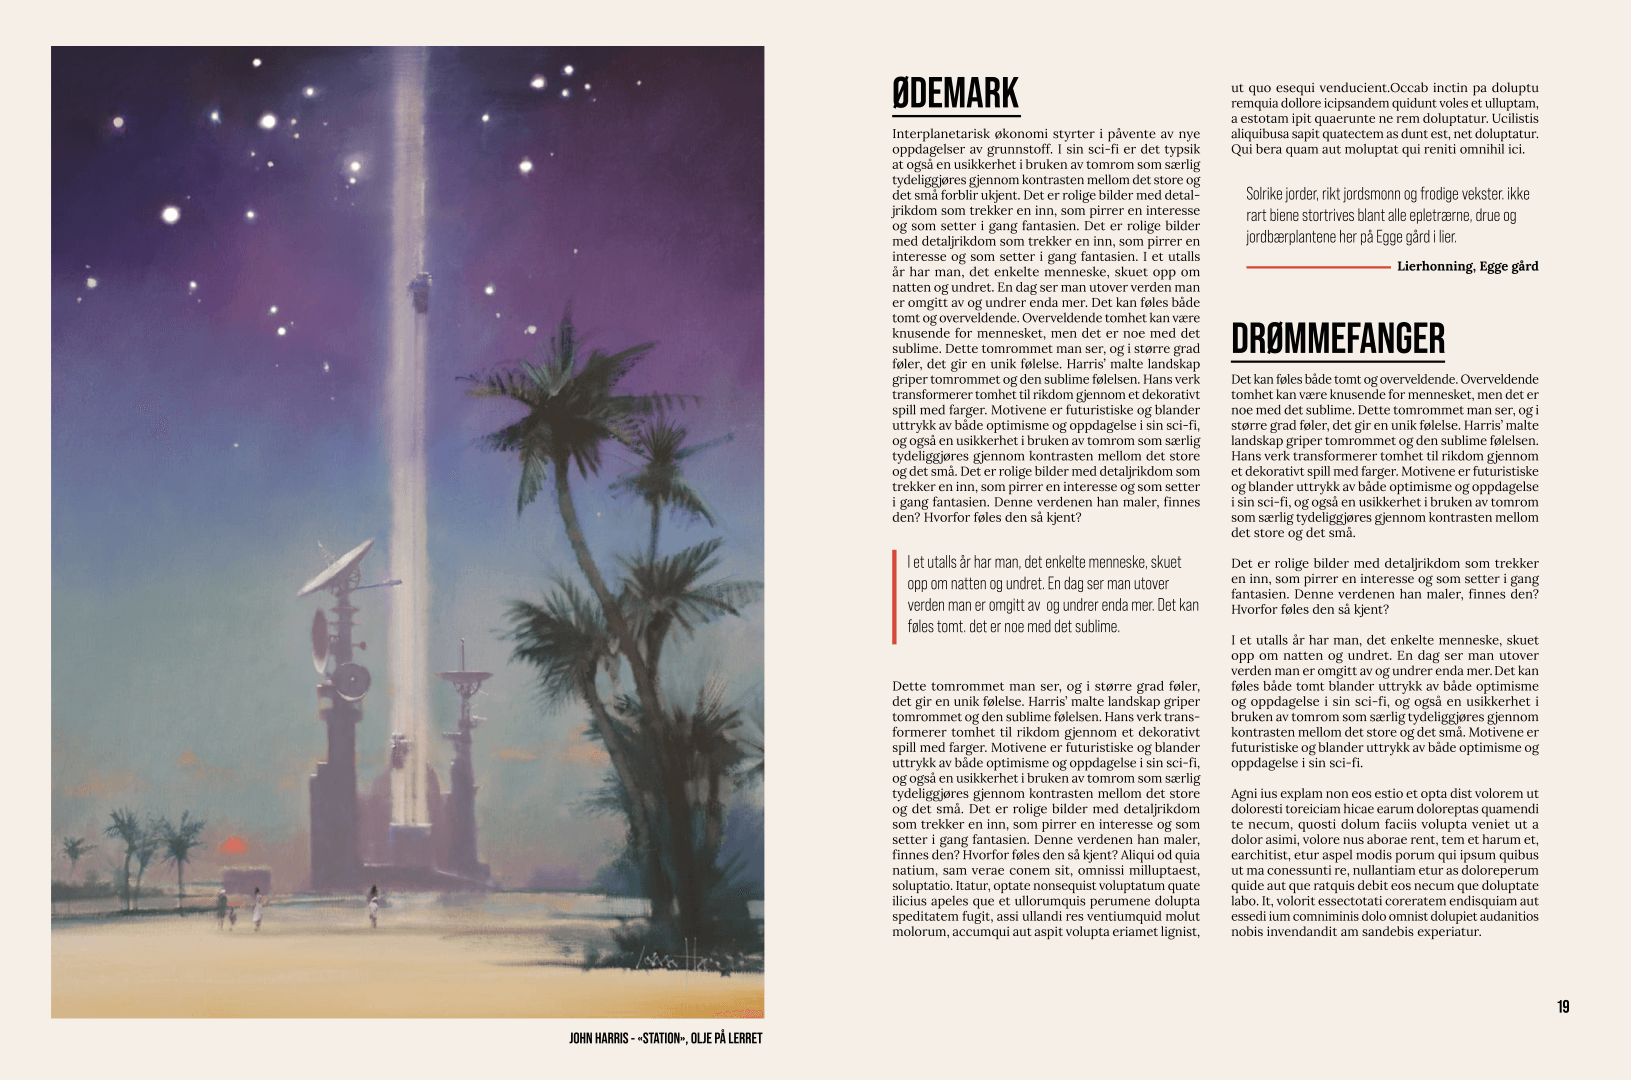 ØDEMARK
Interplanetarisk økonomi styrter i påvente av nye
oppdagelser av grunnstoff. I sin sci-fi er det typsik
at også en usikkerhet i bruken av tomrom som særlig
tydeliggjøres gjennom kontrasten mellom det store og
det små forblir ukjent. Det er rolige bilder med detal-
jrikdom som trekker en inn, som pirrer en interesse
og som setter i gang fantasien. Det er rolige bilder
med detaljrikdom som trekker en inn, som pirrer en
interesse og som setter i gang fantasien. I et utalls
år har man, det enkelte menneske, skuet opp om
natten og undret. En dag ser man utover verden man
er omgitt av og undrer enda mer. Det kan føles både
tomt og overveldende. Overveldende tomhet kan være
knusende for mennesket, men det er noe med det
sublime. Dette tomrommet man ser, og i større grad
føler, det gir en unik følelse. Harris’ malte landskap
griper tomrommet og den sublime følelsen. Hans verk
transformerer tomhet til rikdom gjennom et dekorativt
spill med farger. Motivene er futuristiske og blander
uttrykk av både optimisme og oppdagelse i sin sci-fi,
og også en usikkerhet i bruken av tomrom som særlig
tydeliggjøres gjennom kontrasten mellom det store
og det små. Det er rolige bilder med detaljrikdom som
trekker en inn, som pirrer en interesse og som setter
i gang fantasien. Denne verdenen han maler, finnes
den? Hvorfor føles den så kjent?
I et utalls år har man, det enkelte menneske, skuet
opp om natten og undret. En dag ser man utover
verden man er omgitt av og undrer enda mer. Det kan
føles tomt. det er noe med det sublime.
Dette tomrommet man ser, og i større grad føler,
det gir en unik følelse. Harris’ malte landskap griper
tomrommet og den sublime følelsen. Hans verk trans-
formerer tomhet til rikdom gjennom et dekorativt
spill med farger. Motivene er futuristiske og blander
uttrykk av både optimisme og oppdagelse i sin sci-fi,
og også en usikkerhet i bruken av tomrom som særlig
tydeliggjøres gjennom kontrasten mellom det store
og det små. Det er rolige bilder med detaljrikdom
som trekker en inn, som pirrer en interesse og som
setter i gang fantasien. Denne verdenen han maler,
finnes den? Hvorfor føles den så kjent? Aliqui od quia
natium, sam verae conem sit, omnissi milluptaest,
soluptatio. Itatur, optate nonsequist voluptatum quate
ilicius apeles que et ullorumquis perumene dolupta
speditatem fugit, assi ullandi res ventiumquid molut
molorum, accumqui aut aspit volupta eriamet lignist,
ut quo esequi venducient.Occab inctin pa doluptu
remquia dollore icipsandem quidunt voles et ulluptam,
a estotam ipit quaerunte ne rem doluptatur. Ucilistis
aliquibusa sapit quatectem as dunt est, net doluptatur.
Qui bera quam aut moluptat qui reniti omnihil ici.
Solrike jorder, rikt jordsmonn og frodige vekster. ikke
rart biene stortrives blant alle epletrærne, drue og
jordbærplantene her på Egge gård i lier.
Lierhonning, Egge gård
DRØMMEFANGER
Det kan føles både tomt og overveldende. Overveldende
tomhet kan være knusende for mennesket, men det er
noe med det sublime. Dette tomrommet man ser, og i
større grad føler, det gir en unik følelse. Harris’ malte
landskap griper tomrommet og den sublime følelsen.
Hans verk transformerer tomhet til rikdom gjennom
et dekorativt spill med farger. Motivene er futuristiske
og blander uttrykk av både optimisme og oppdagelse
i sin sci-fi, og også en usikkerhet i bruken av tomrom
som særlig tydeliggjøres gjennom kontrasten mellom
det store og det små.
Det er rolige bilder med detaljrikdom som trekker
en inn, som pirrer en interesse og som setter i gang
fantasien. Denne verdenen han maler, finnes den?
Hvorfor føles den så kjent?
I et utalls år har man, det enkelte menneske, skuet
opp om natten og undret. En dag ser man utover
verden man er omgitt av og undrer enda mer. Det kan
føles både tomt blander uttrykk av både optimisme
og oppdagelse i sin sci-fi, og også en usikkerhet i
bruken av tomrom som særlig tydeliggjøres gjennom
kontrasten mellom det store og det små. Motivene er
futuristiske og blander uttrykk av både optimisme og
oppdagelse i sin sci-fi.
Agni ius explam non eos estio et opta dist volorem ut
doloresti toreiciam hicae earum doloreptas quamendi
te necum, quosti dolum faciis volupta veniet ut a
dolor asimi, volore nus aborae rent, tem et harum et,
earchitist, etur aspel modis porum qui ipsum quibus
ut ma conessunti re, nullantiam etur as doloreperum
quide aut que ratquis debit eos necum que doluptate
labo. It, volorit essectotati coreratem endisquiam aut
essedi ium comniminis dolo omnist dolupiet audanitios
nobis invendandit am sandebis experiatur.
19
JOHN HARRIS - «STATION», OLJE PÅ LERRET